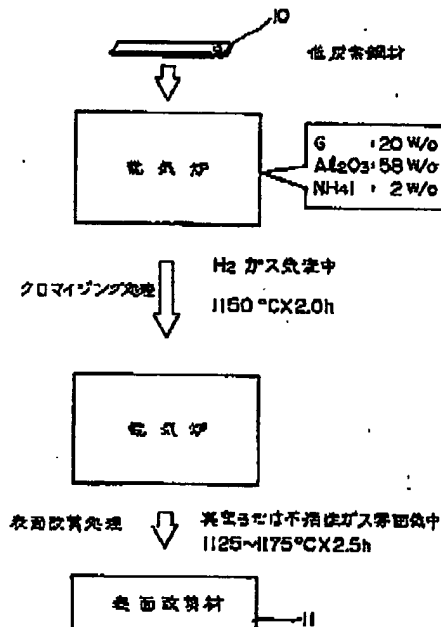 10
低炭素鋼材
電気炉
G : 20 W/o
Al2O3 : 58 W/o
NH4I : 2 W/o
H2 ガス気流中
クロマイジング処理
1150°C×2.0h
電気炉
表面改質処理
真空または不活性ガス雰囲気中
1125~1175°C×2.5h
表面改質材
11